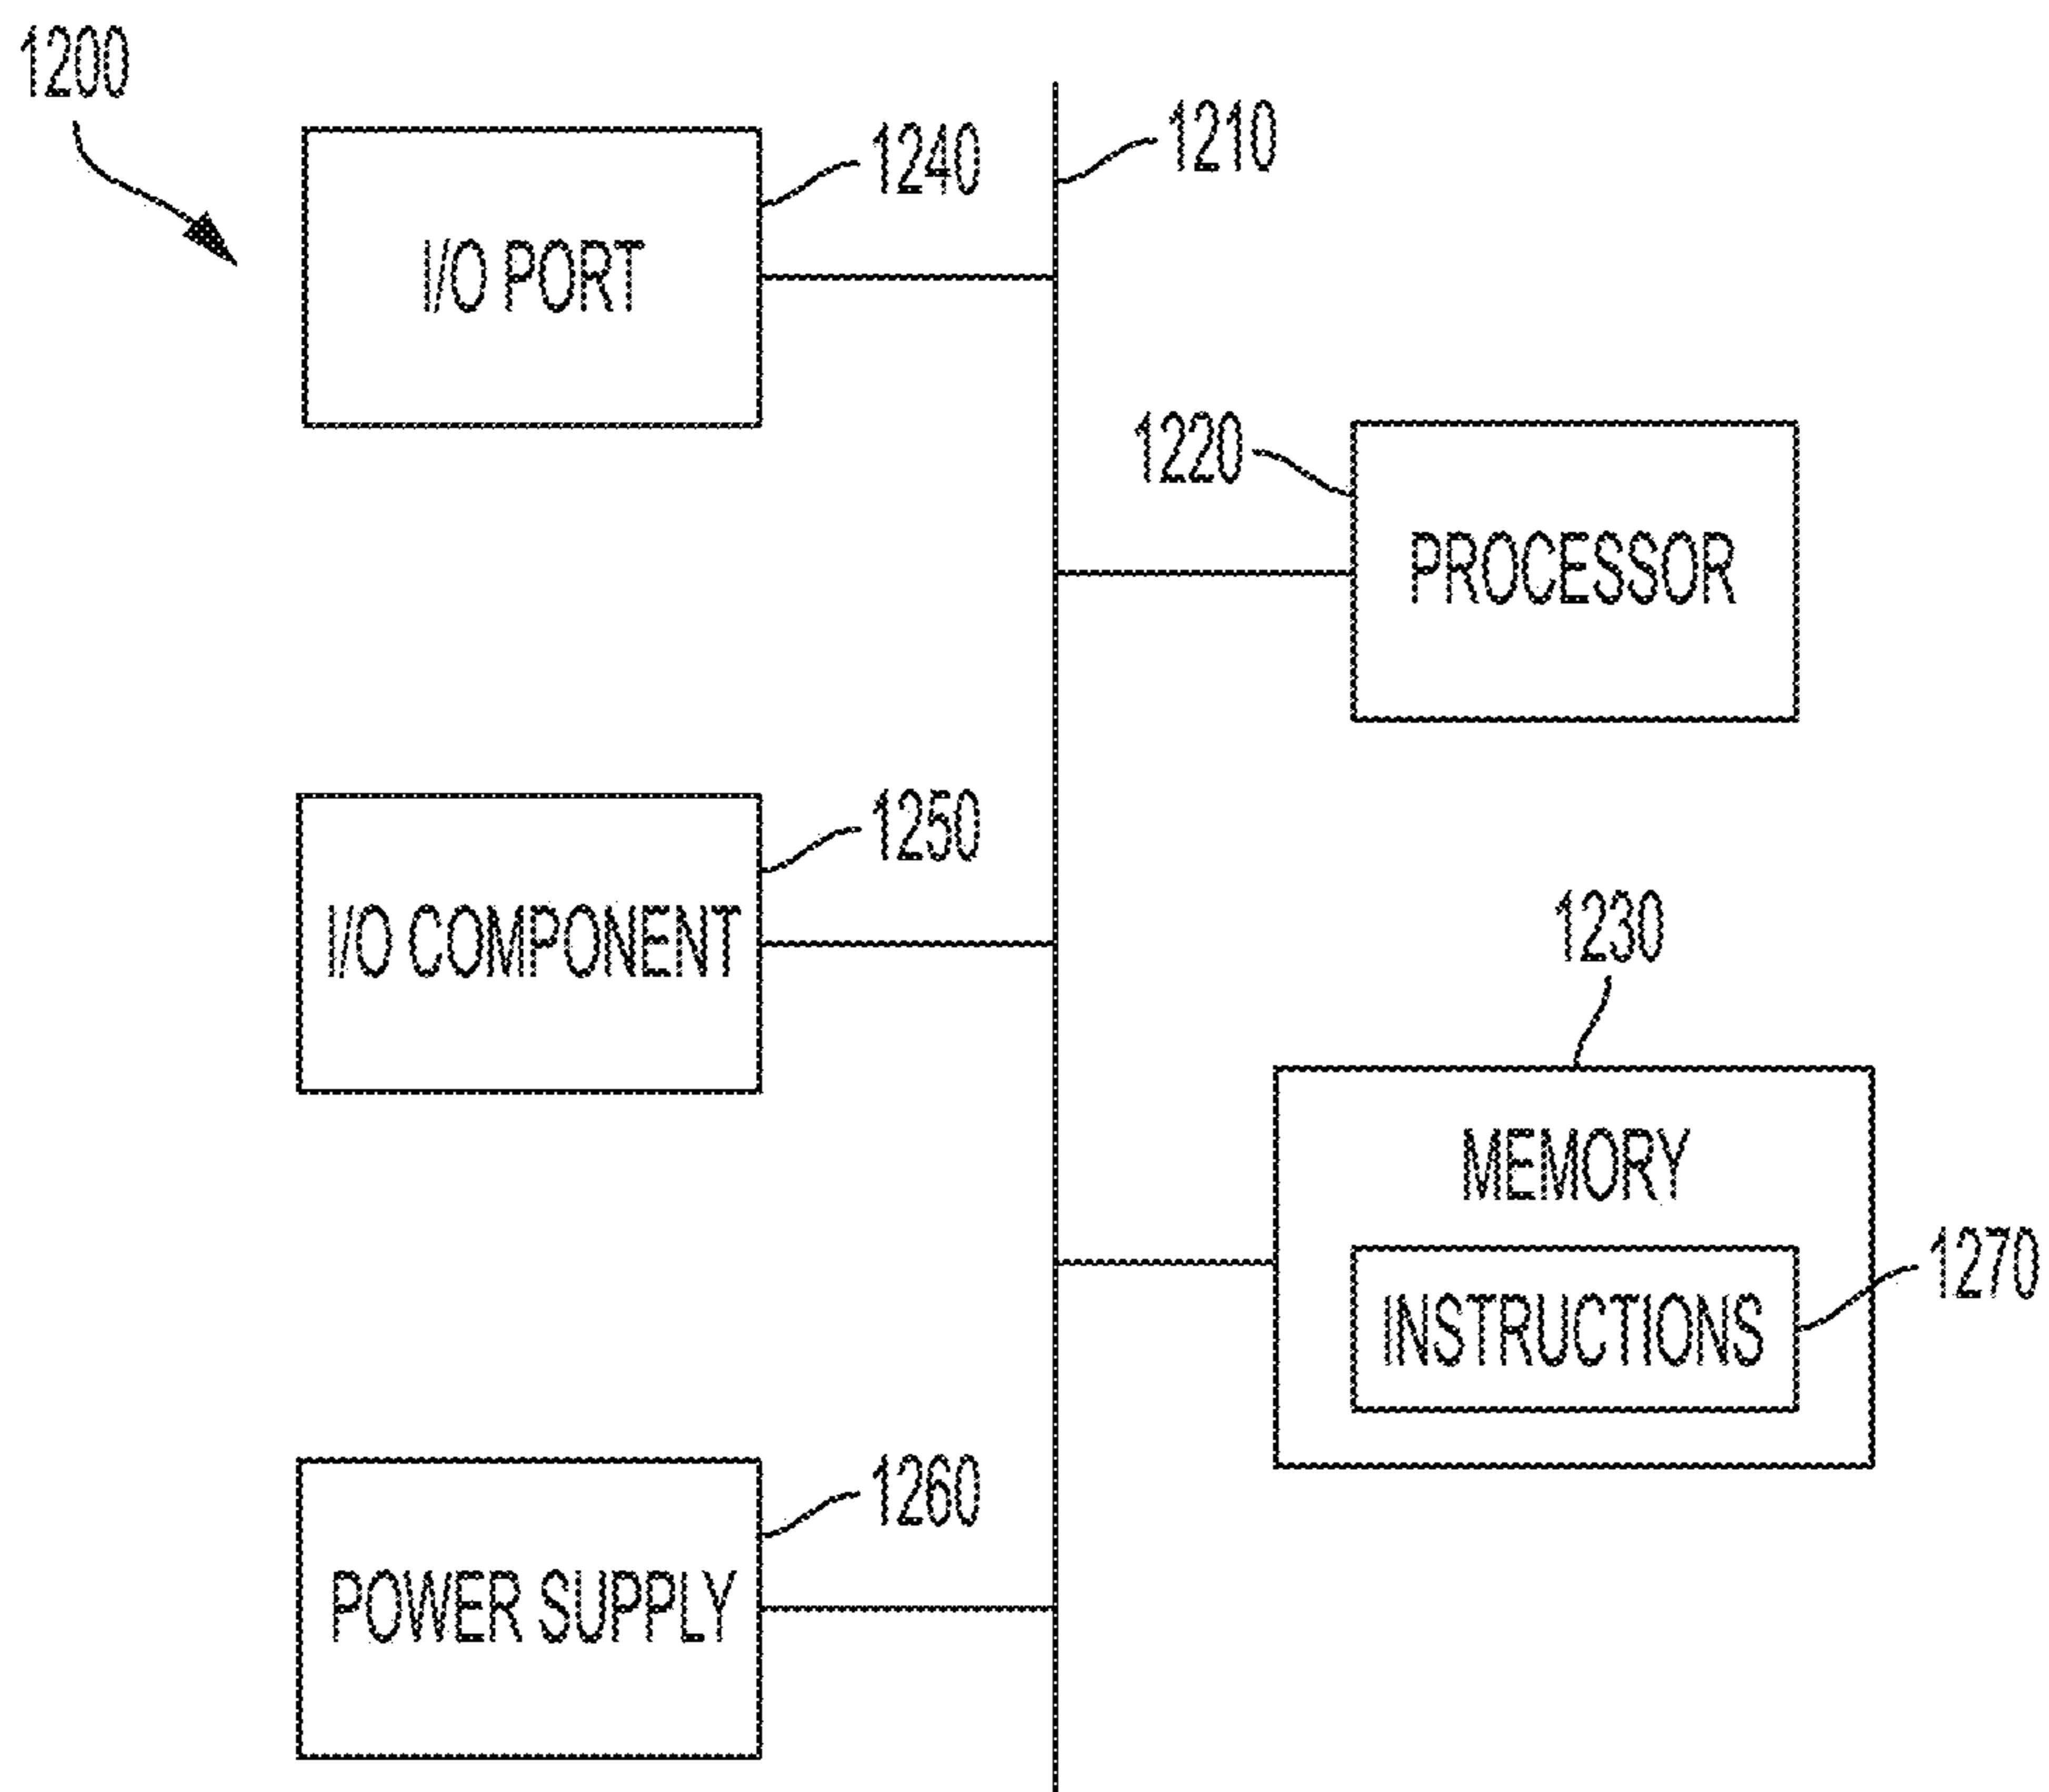 1200
1240
1210
I/O PORT
1220
PROCESSOR
1250
I/O COMPONENT
1230
MEMORY
1270
INSTRUCTIONS
1260
POWER SUPPLY